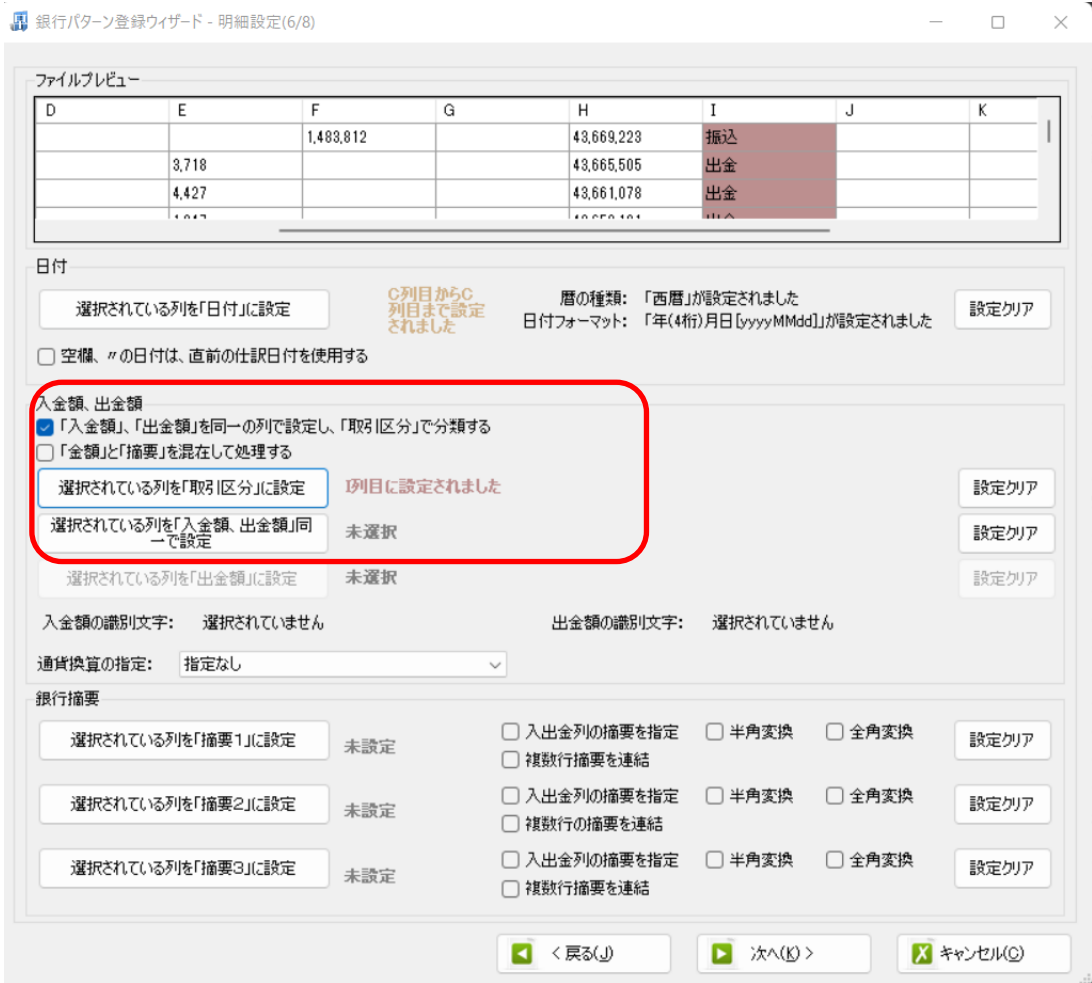 銀行パターン登録ウィザード - 明細設定(6/8)
ファイルプレビュー
D E F G H I J K
1,483,812 43,669,223 振込
3,718 43,665,505 出金
4,427 43,661,078 出金
日付
選択されている列を「日付」に設定
C列目からC
列目まで設定
されました
暦の種類: 「西暦」が設定されました
日付フォーマット: 「年(4桁)月日[yyyyMMdd]」が設定されました
設定クリア
空欄、〃の日付は、直前の仕訳日付を使用する
入金額、出金額
「入金額」、「出金額」を同一の列で設定し、「取引区分」で分類する
「金額」と「摘要」を混在して処理する
選択されている列を「取引区分」に設定 I列目に設定されました 設定クリア
選択されている列を「入金額、出金額」同
一で設定
未選択 設定クリア
選択されている列を「出金額」に設定 未選択 設定クリア
入金額の識別文字: 選択されていません 出金額の識別文字: 選択されていません
通貨換算の指定: 指定なし
銀行摘要
選択されている列を「摘要1」に設定 未設定 入出金列の摘要を指定 半角変換 全角変換 設定クリア
複数行摘要を連結
選択されている列を「摘要2」に設定 未設定 入出金列の摘要を指定 半角変換 全角変換 設定クリア
複数行の摘要を連結
選択されている列を「摘要3」に設定 未設定 入出金列の摘要を指定 半角変換 全角変換 設定クリア
複数行摘要を連結
< 戻る(J) 次へ(K) > キャンセル(C)